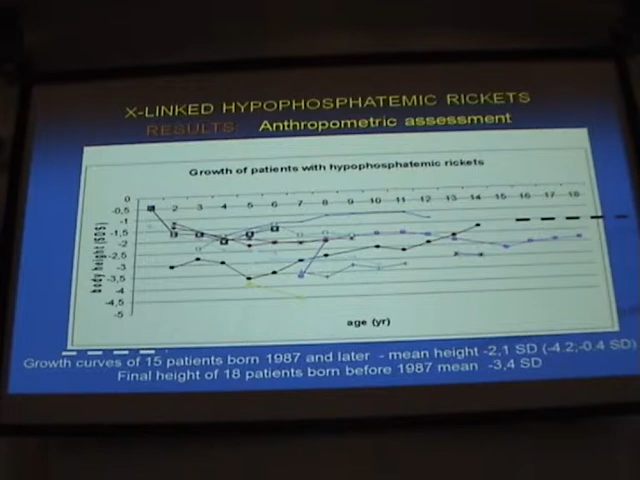 X-LINKED HYPOPHOSPHATEMIC RICKETS
RESULTS: Anthropometric assessment
Growth of patients with hypophosphatemic rickets
0
-0,5
-1
-1,5
-2
-2,5
-3
-3,5
-4
-4,5
-5
2 3 4 5 6 7 8 9 10 11 12 13 14 15 16 17 18
body height (SDS)
age (yr)
Growth curves of 15 patients born 1987 and later - mean height -2,1 SD (-4.2;-0.4 SD)
Final height of 18 patients born before 1987 mean -3,4 SD